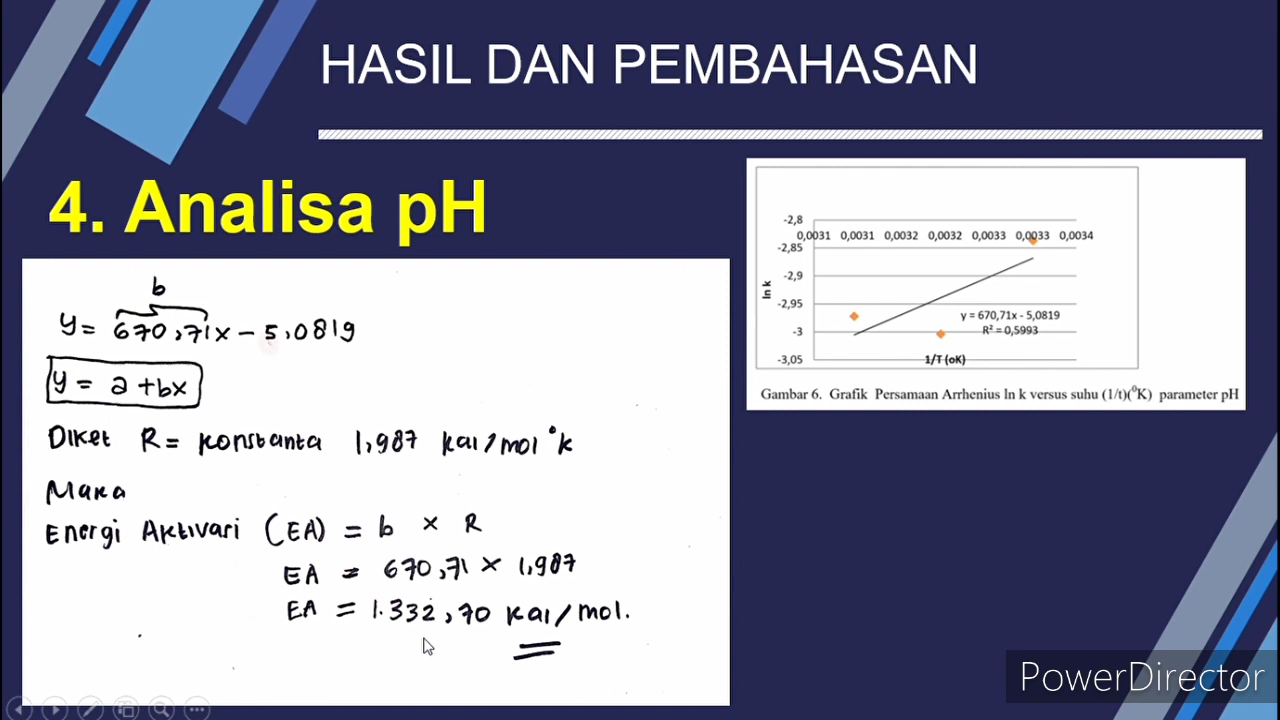 HASIL DAN PEMBAHASAN
4. Analisa pH
b
y = 670,71x - 5,0819
y = a + bx
Diket R = konstanta 1,987 kal/mol °k
Maka
Energi Aktivari (EA) = b × R
EA = 670,71 × 1,987
EA = 1.332,70 kal/mol.
-2,8
0,0031 0,0031 0,0032 0,0032 0,0033 0,0033 0,0034
-2,85
-2,9
-2,95
-3
-3,05
ln k
y = 670,71x - 5,0819
R² = 0,5993
1/T (oK)
Gambar 6. Grafik Persamaan Arrhenius ln k versus suhu (1/t)(⁰K) parameter pH
PowerDirector